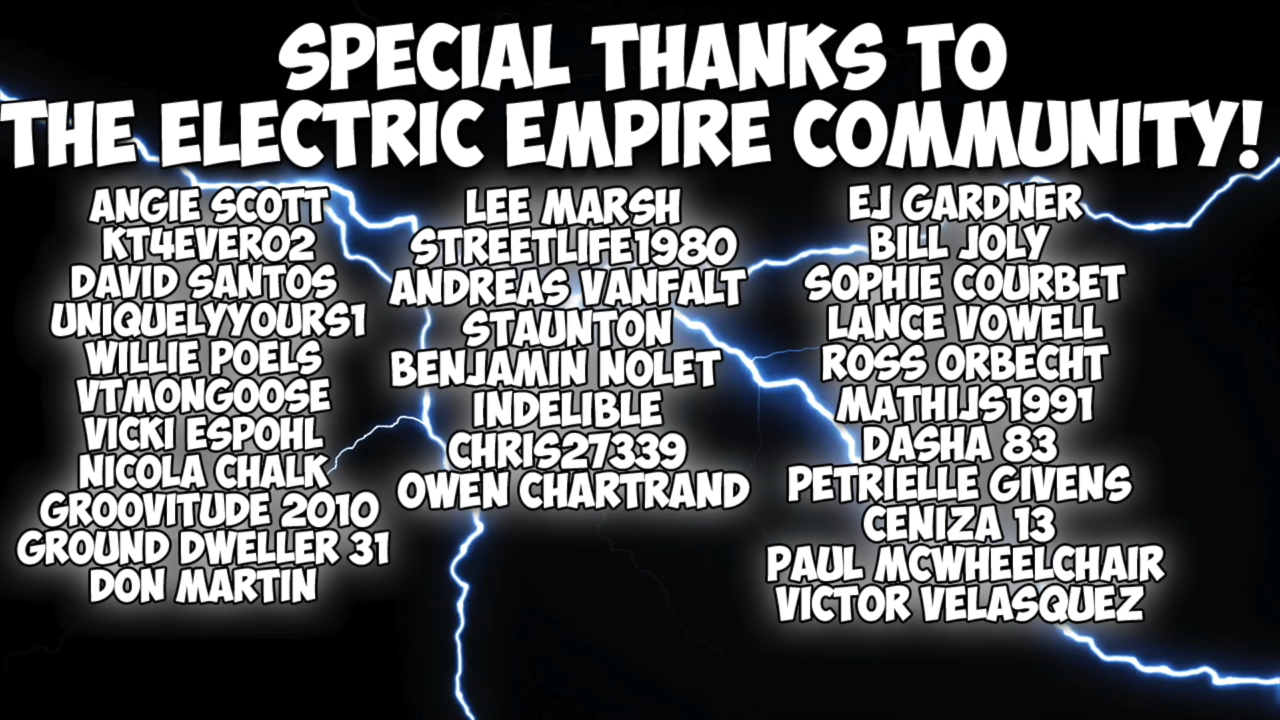 SPECIAL THANKS TO
THE ELECTRIC EMPIRE COMMUNITY!
ANGIE SCOTT
KT4EVER02
DAVID SANTOS
UNIQUELYYOURS1
WILLIE POELS
VTMONGOOSE
VICKI ESPOHL
NICOLA CHALK
GROOVITUDE 2010
GROUND DWELLER 31
DON MARTIN
LEE MARSH
STREETLIFE1980
ANDREAS VANFALT
STAUNTON
BENJAMIN NOLET
INDELIBLE
CHRIS27339
OWEN CHARTRAND
EJ GARDNER
BILL JOLY
SOPHIE COURBET
LANCE VOWELL
ROSS ORBECHT
MATHIJS1991
DASHA 83
PETRIELLE GIVENS
CENIZA 13
PAUL MCWHEELCHAIR
VICTOR VELASQUEZ